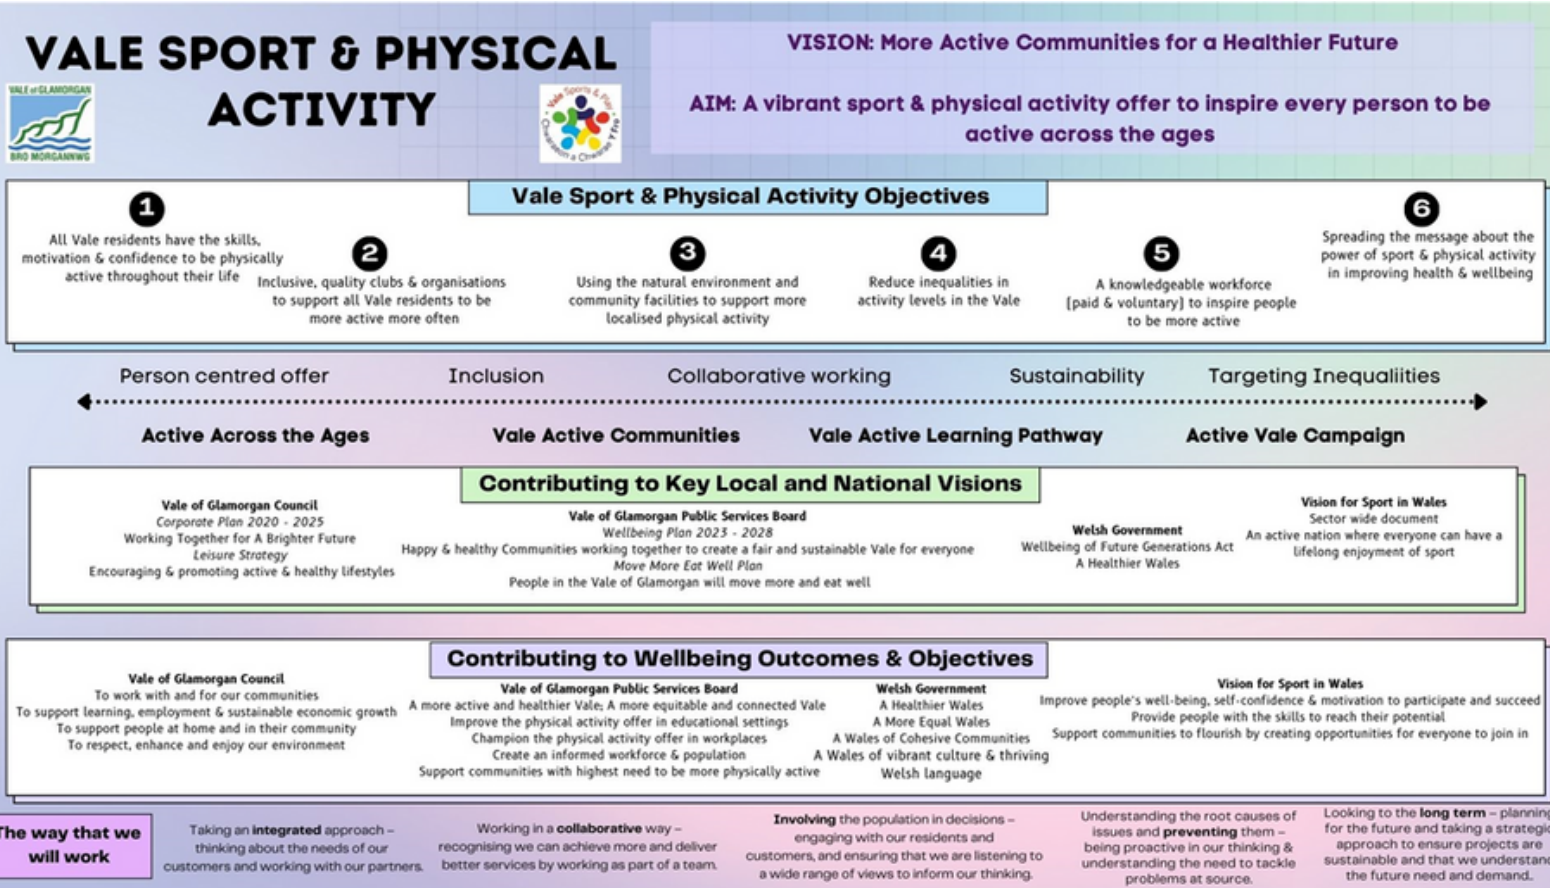 VALE SPORT & PHYSICAL
ACTIVITY
VALE of GLAMORGAN
BRO MORGANNWG
Vale Sports & Play
Chwaraeon a Chwarae Y Fro
VISION: More Active Communities for a Healthier Future
AIM: A vibrant sport & physical activity offer to inspire every person to be
active across the ages
Vale Sport & Physical Activity Objectives
1
All Vale residents have the skills,
motivation & confidence to be physically
active throughout their life
2
Inclusive, quality clubs & organisations
to support all Vale residents to be
more active more often
3
Using the natural environment and
community facilities to support more
localised physical activity
4
Reduce inequalities in
activity levels in the Vale
5
A knowledgeable workforce
(paid & voluntary) to inspire people
to be more active
6
Spreading the message about the
power of sport & physical activity
in improving health & wellbeing
Person centred offer
Inclusion
Collaborative working
Sustainability
Targeting Inequaliities
Active Across the Ages
Vale Active Communities
Vale Active Learning Pathway
Active Vale Campaign
Contributing to Key Local and National Visions
Vale of Glamorgan Council
Corporate Plan 2020 - 2025
Working Together for A Brighter Future
Leisure Strategy
Encouraging & promoting active & healthy lifestyles
Vale of Glamorgan Public Services Board
Wellbeing Plan 2023 - 2028
Happy & healthy Communities working together to create a fair and sustainable Vale for everyone
Move More Eat Well Plan
People in the Vale of Glamorgan will move more and eat well
Welsh Government
Wellbeing of Future Generations Act
A Healthier Wales
Vision for Sport in Wales
Sector wide document
An active nation where everyone can have a
lifelong enjoyment of sport
Contributing to Wellbeing Outcomes & Objectives
Vale of Glamorgan Council
To work with and for our communities
To support learning, employment & sustainable economic growth
To support people at home and in their community
To respect, enhance and enjoy our environment
Vale of Glamorgan Public Services Board
A more active and healthier Vale; A more equitable and connected Vale
Improve the physical activity offer in educational settings
Champion the physical activity offer in workplaces
Create an informed workforce & population
Support communities with highest need to be more physically active
Welsh Government
A Healthier Wales
A More Equal Wales
A Wales of Cohesive Communities
A Wales of vibrant culture & thriving
Welsh language
Vision for Sport in Wales
Improve people's well-being, self-confidence & motivation to participate and succeed
Provide people with the skills to reach their potential
Support communities to flourish by creating opportunities for everyone to join in
The way that we
will work
Taking an integrated approach –
thinking about the needs of our
customers and working with our partners.
Working in a collaborative way –
recognising we can achieve more and deliver
better services by working as part of a team.
Involving the population in decisions –
engaging with our residents and
customers, and ensuring that we are listening to
a wide range of views to inform our thinking.
Understanding the root causes of
issues and preventing them –
being proactive in our thinking &
understanding the need to tackle
problems at source.
Looking to the long term – planning
for the future and taking a strategic
approach to ensure projects are
sustainable and that we understand
the future need and demand.